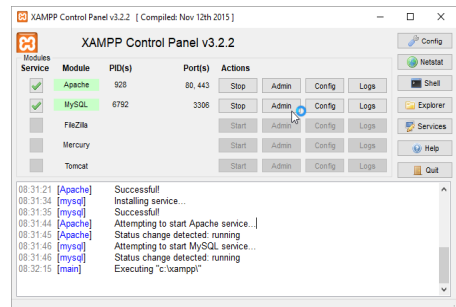 XAMPP Control Panel v3.2.2 [ Compiled: Nov 12th 2015 ]
XAMPP Control Panel v3.2.2
Config
Modules
Service Module PID(s) Port(s) Actions
Netstat
Apache 928 80, 443 Stop Admin Config Logs
Shell
MySQL 6792 3306 Stop Admin Config Logs
Explorer
FileZilla Start Admin Config Logs
Services
Mercury Start Admin Config Logs
Help
Tomcat Start Admin Config Logs
Quit
08:31:21 [Apache] Successful!
08:31:34 [mysql] Installing service...
08:31:35 [mysql] Successful!
08:31:44 [Apache] Attempting to start Apache service...
08:31:45 [Apache] Status change detected: running
08:31:46 [mysql] Attempting to start MySQL service...
08:31:46 [mysql] Status change detected: running
08:32:15 [main] Executing "c:\xampp\"